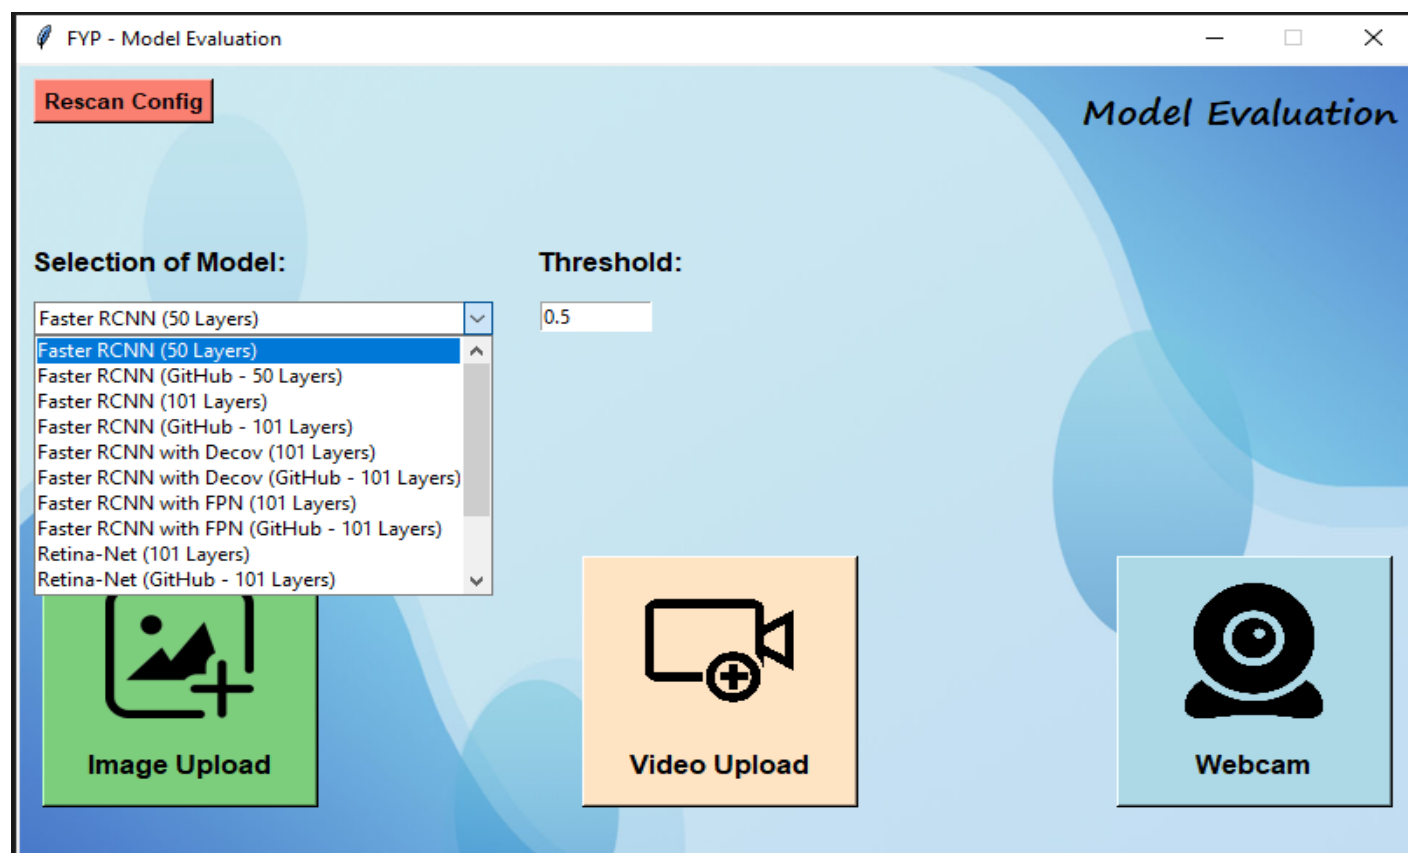 FYP - Model Evaluation
Rescan Config
Model Evaluation
Selection of Model:
Threshold:
Faster RCNN (50 Layers)
0.5
Faster RCNN (50 Layers)
Faster RCNN (GitHub - 50 Layers)
Faster RCNN (101 Layers)
Faster RCNN (GitHub - 101 Layers)
Faster RCNN with Decov (101 Layers)
Faster RCNN with Decov (GitHub - 101 Layers)
Faster RCNN with FPN (101 Layers)
Faster RCNN with FPN (GitHub - 101 Layers)
Retina-Net (101 Layers)
Retina-Net (GitHub - 101 Layers)
Image Upload
Video Upload
Webcam